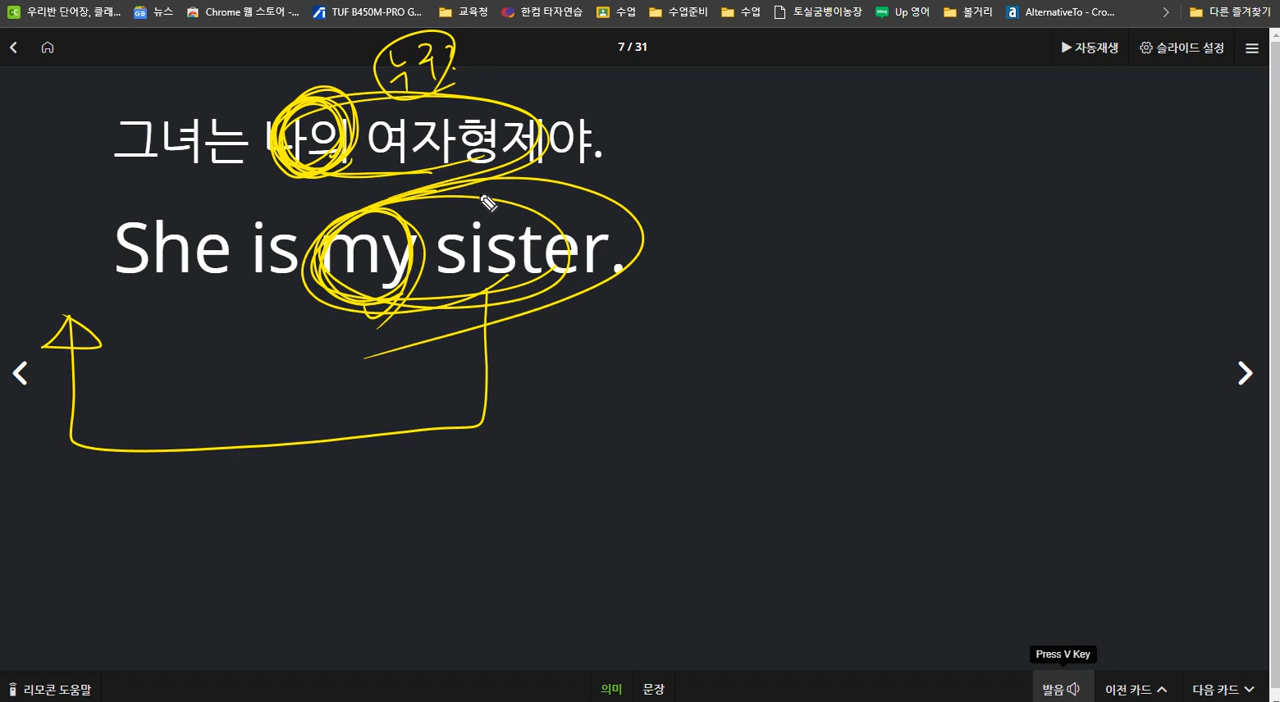 우리반 단어장, 클래... 뉴스 Chrome 웹 스토어 -... TUF B450M-PRO G... 교육청 한컴 타자연습 수업 수업준비 수업 토실굼벵이농장 Up 영어 볼거리 AlternativeTo - Cro... 다른 즐겨찾기
7 / 31 자동재생 슬라이드 설정
누구?
그녀는 나의 여자형제야.
She is my sister.
Press V Key
리모콘 도움말 의미 문장 발음 이전 카드 다음 카드